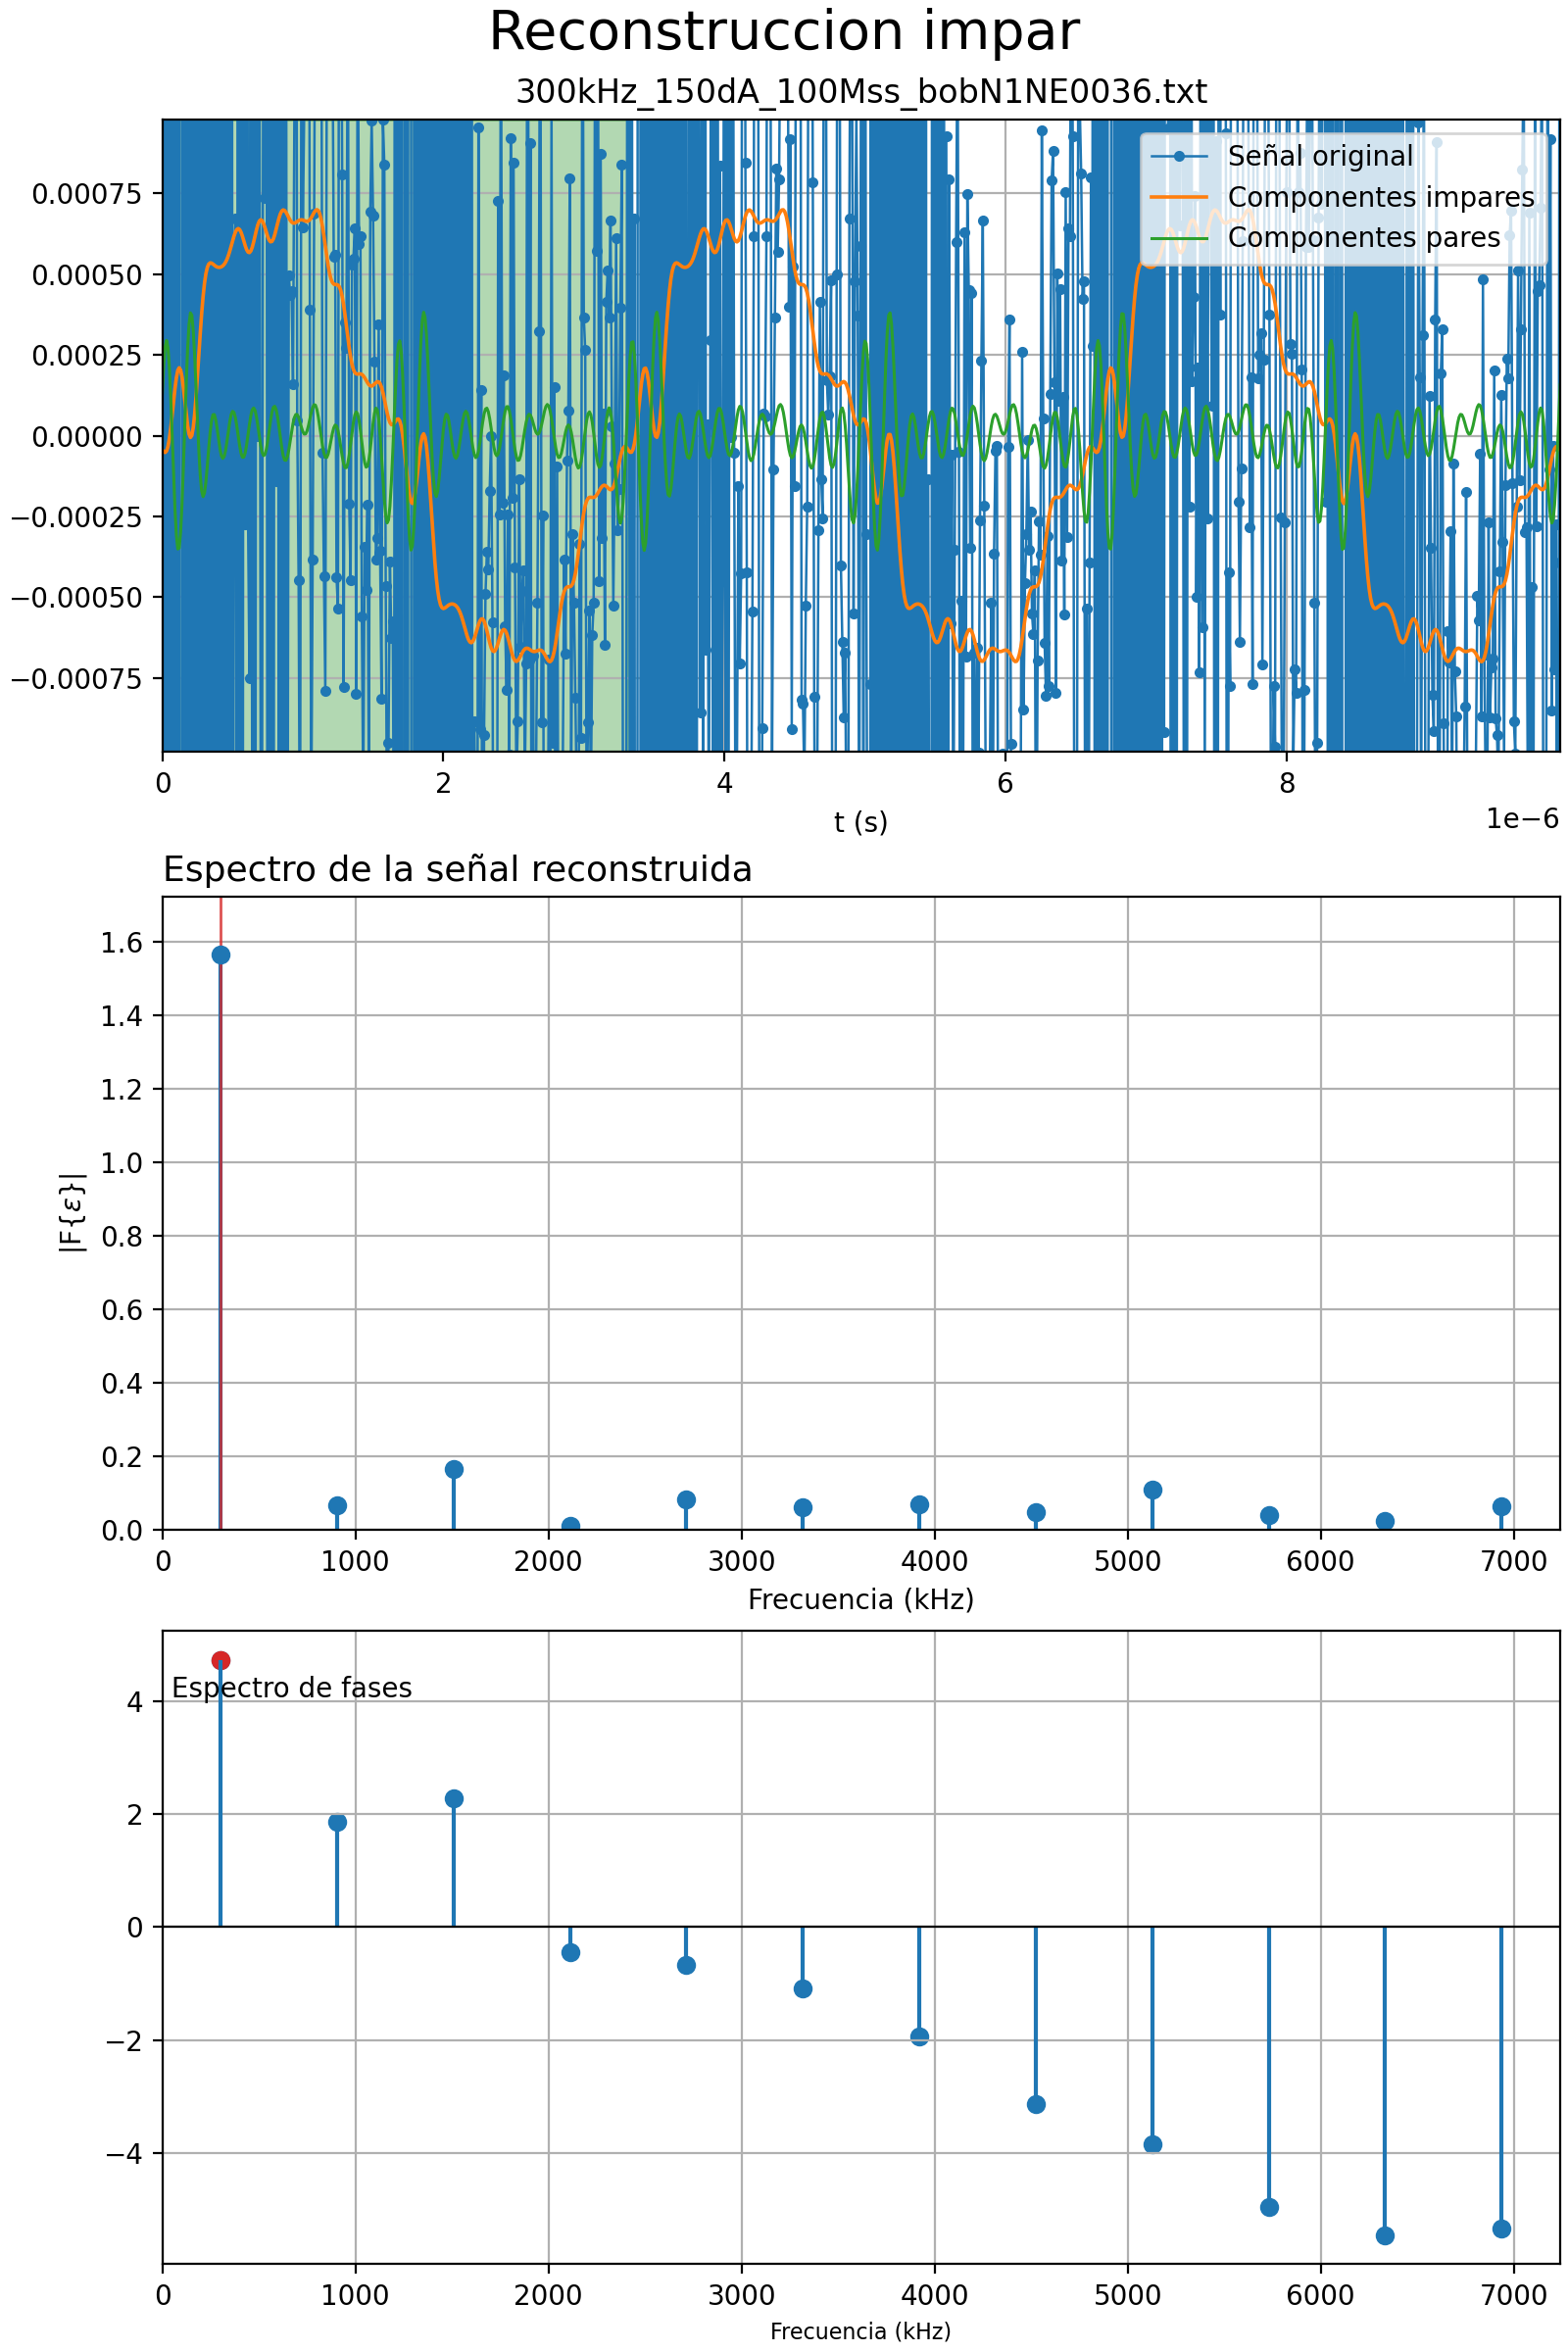 Reconstruccion impar
300kHz_150dA_100Mss_bobN1NE0036.txt
Señal original
Componentes impares
Componentes pares
0.00075
0.00050
0.00025
0.00000
−0.00025
−0.00050
−0.00075
0 2 4 6 8
1e−6
t (s)
Espectro de la señal reconstruida
1.6
1.4
1.2
1.0
0.8
0.6
0.4
0.2
0.0
|F{ε}|
0 1000 2000 3000 4000 5000 6000 7000
Frecuencia (kHz)
Espectro de fases
4
2
0
−2
−4
0 1000 2000 3000 4000 5000 6000 7000
Frecuencia (kHz)